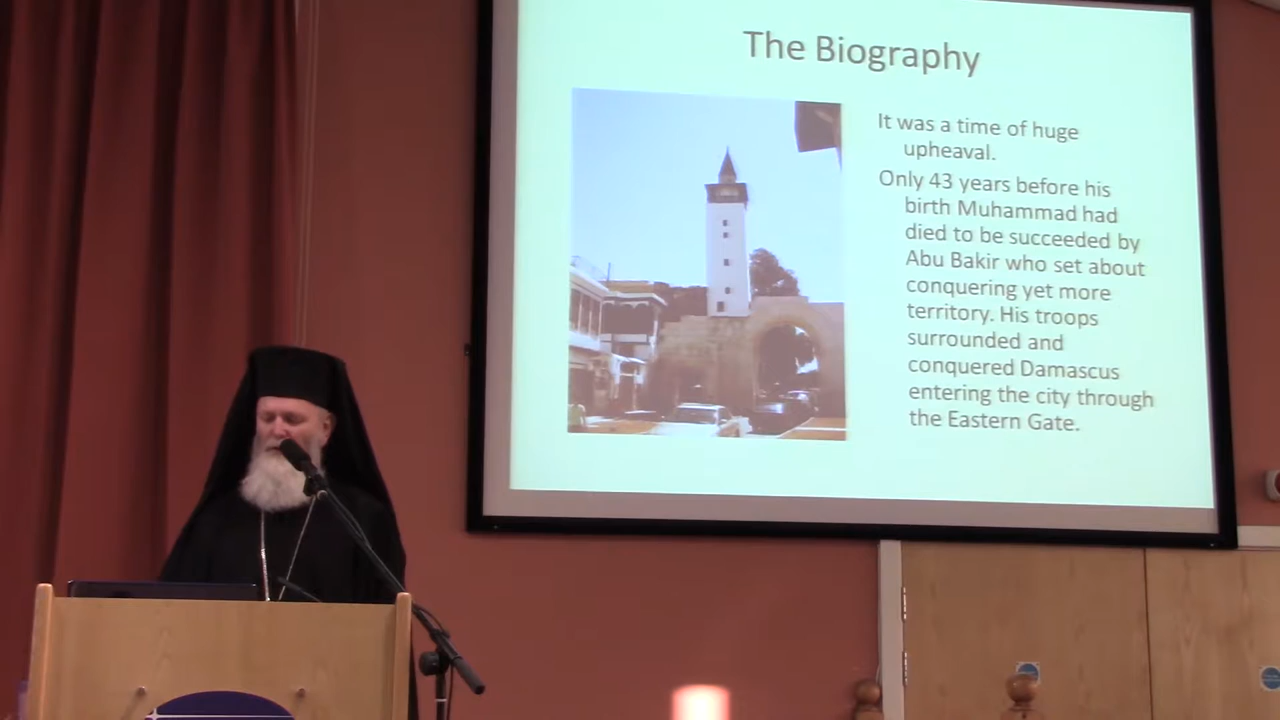 The Biography
It was a time of huge
upheaval.
Only 43 years before his
birth Muhammad had
died to be succeeded by
Abu Bakir who set about
conquering yet more
territory. His troops
surrounded and
conquered Damascus
entering the city through
the Eastern Gate.